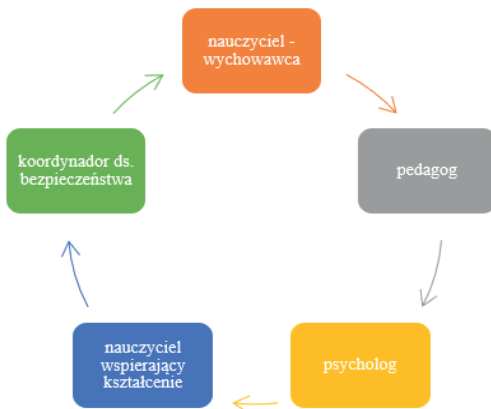 nauczyciel -
wychowawca
pedagog
psycholog
nauczyciel
wspierający
kształcenie
koordynador ds.
bezpieczeństwa